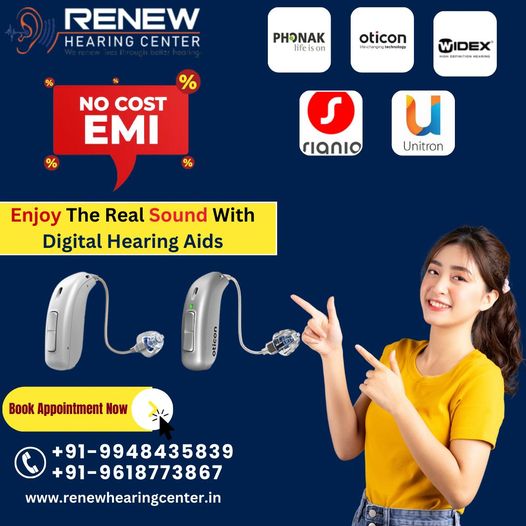 RENEW
HEARING CENTER
We renew lives through better hearing.
PHONAK
life is on
oticon
life-changing technology
WIDEX
HIGH DEFINITION HEARING
S
rianio
U
Unitron
%
NO COST
EMI
%
%
Enjoy The Real Sound With
Digital Hearing Aids
oticon
Book Appointment Now
+91-9948435839
+91-9618773867
www.renewhearingcenter.in